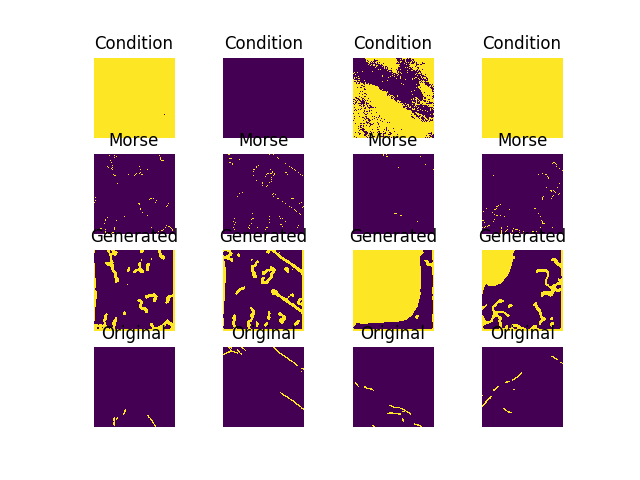 Condition Condition Condition Condition
Morse Morse Morse Morse
Generated Generated Generated Generated
Original Original Original Original